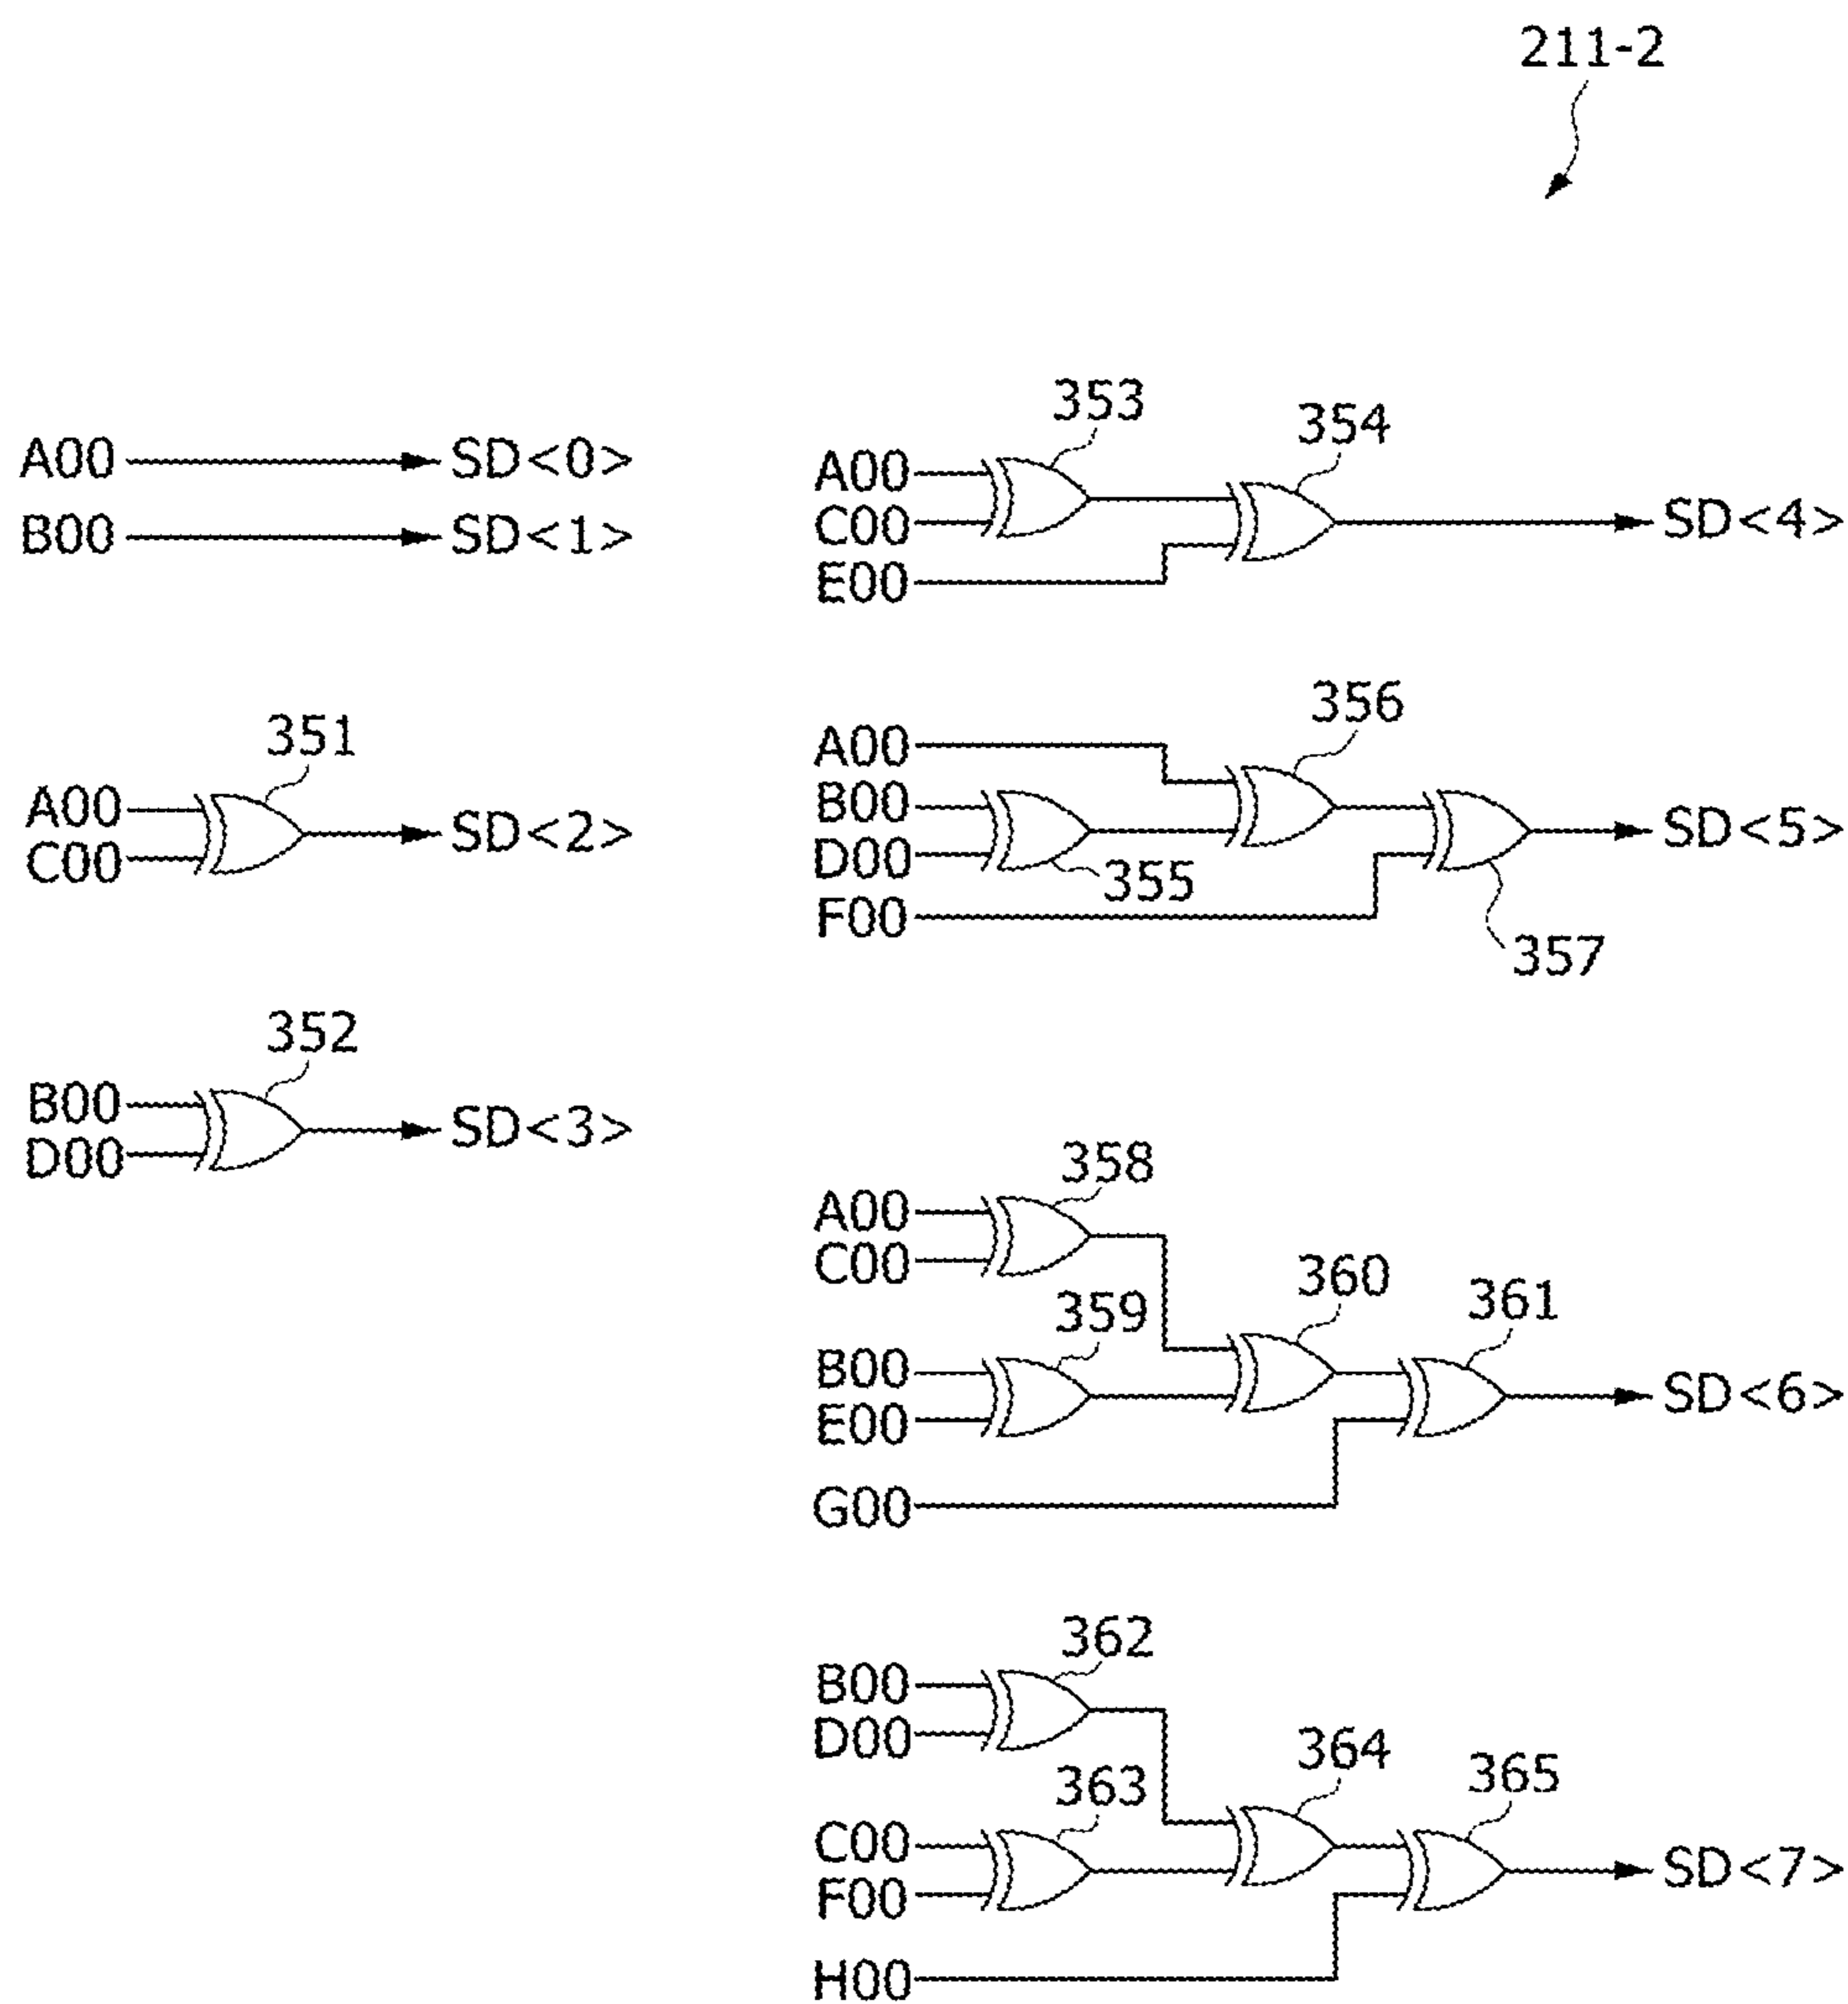 211-2
A00 SD<0>
B00 SD<1>
351
A00
C00
SD<2>
352
B00
D00
SD<3>
353
354
A00
C00
E00
SD<4>
356
A00
B00
D00
F00
355
357
SD<5>
358
A00
C00
359
360
361
B00
E00
G00
SD<6>
362
B00
D00
363
364
365
C00
F00
H00
SD<7>